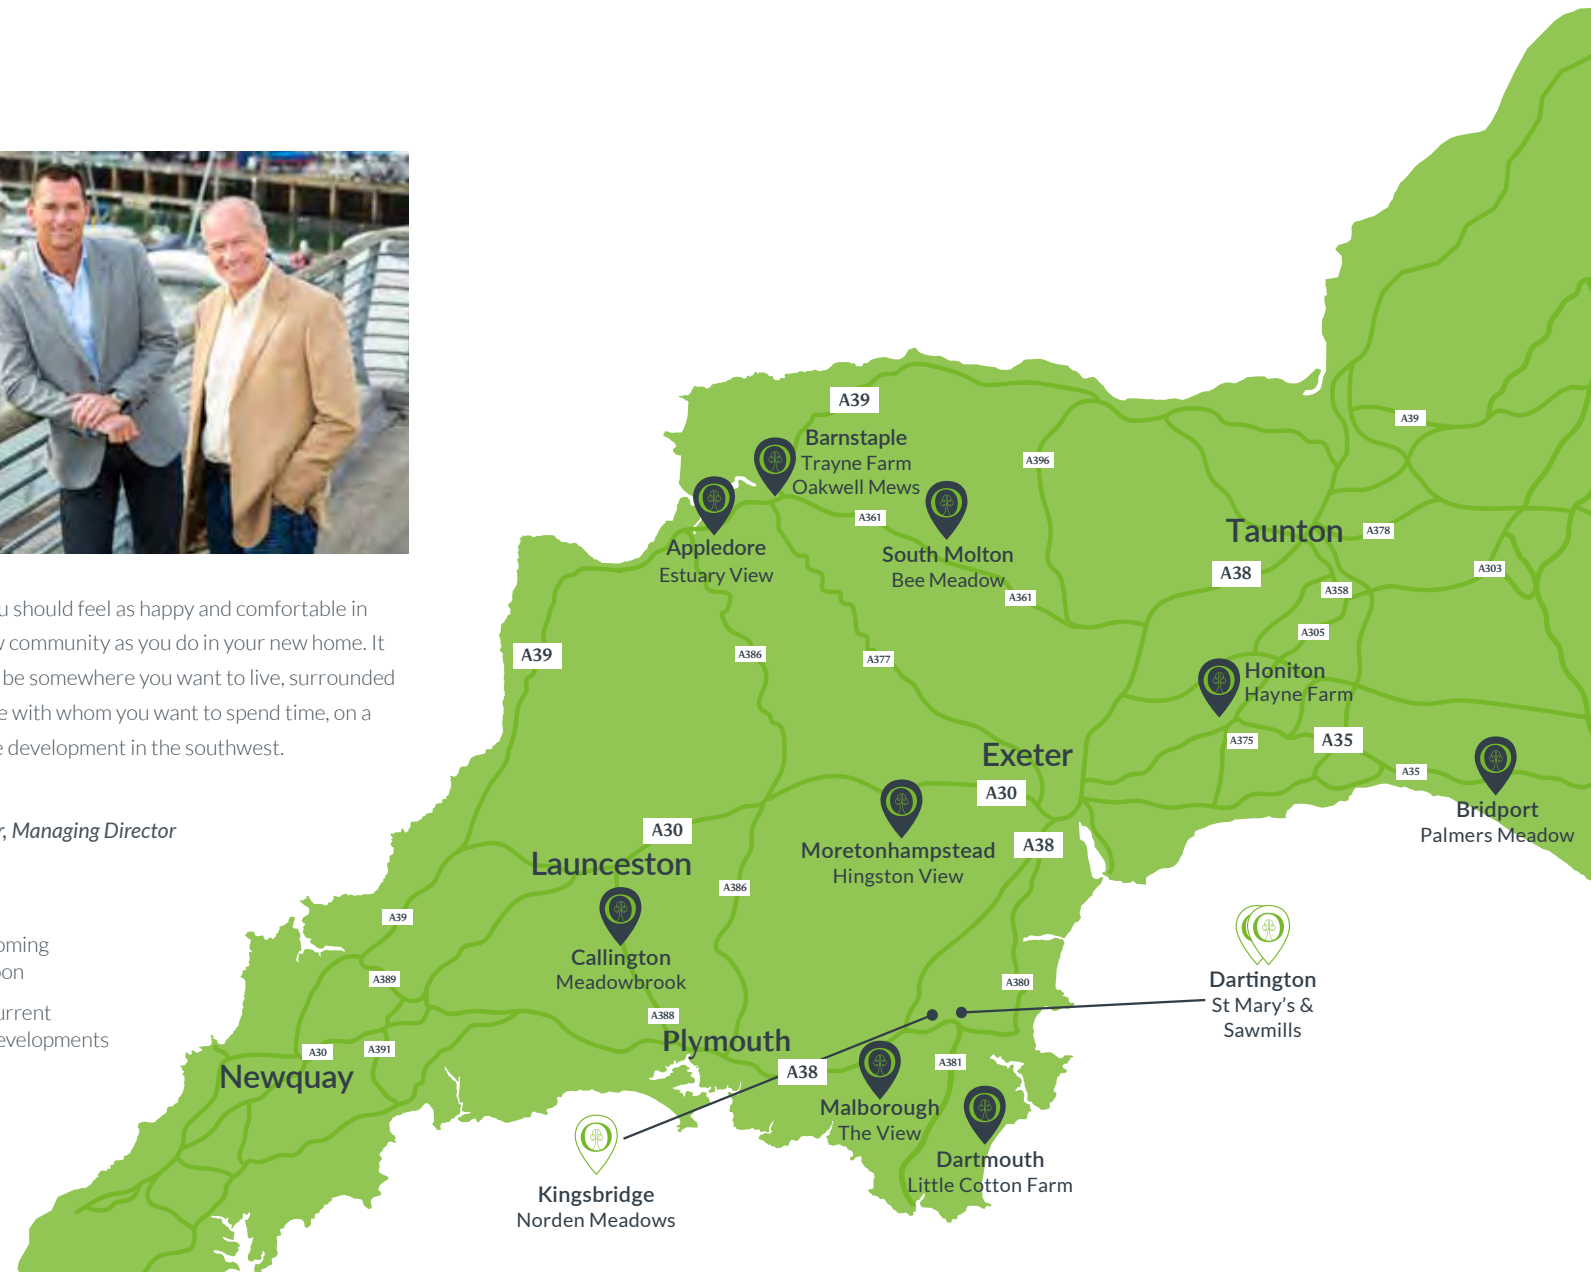 u should feel as happy and comfortable in
community as you do in your new home. It
be somewhere you want to live, surrounded
with whom you want to spend time, on a
development in the southwest.
Managing Director
current
developments
A39
Barnstaple
Trayne Farm
Oakwell Mews
A396
A39
A361
Appledore
Estuary View
South Molton
Bee Meadow
A361
Taunton
A378
A38
A303
A358
A305
A39
A386
A377
Honiton
Hayne Farm
A375
A35
A35
Exeter
A30
Bridport
Palmers Meadow
A30
Moretonhampstead
Hingston View
A38
Launceston
A386
A39
Callington
Meadowbrook
A389
A388
A380
Dartington
St Mary's &
Sawmills
Plymouth
A38
A381
A30
A391
Newquay
Malborough
The View
Dartmouth
Little Cotton Farm
Kingsbridge
Norden Meadows